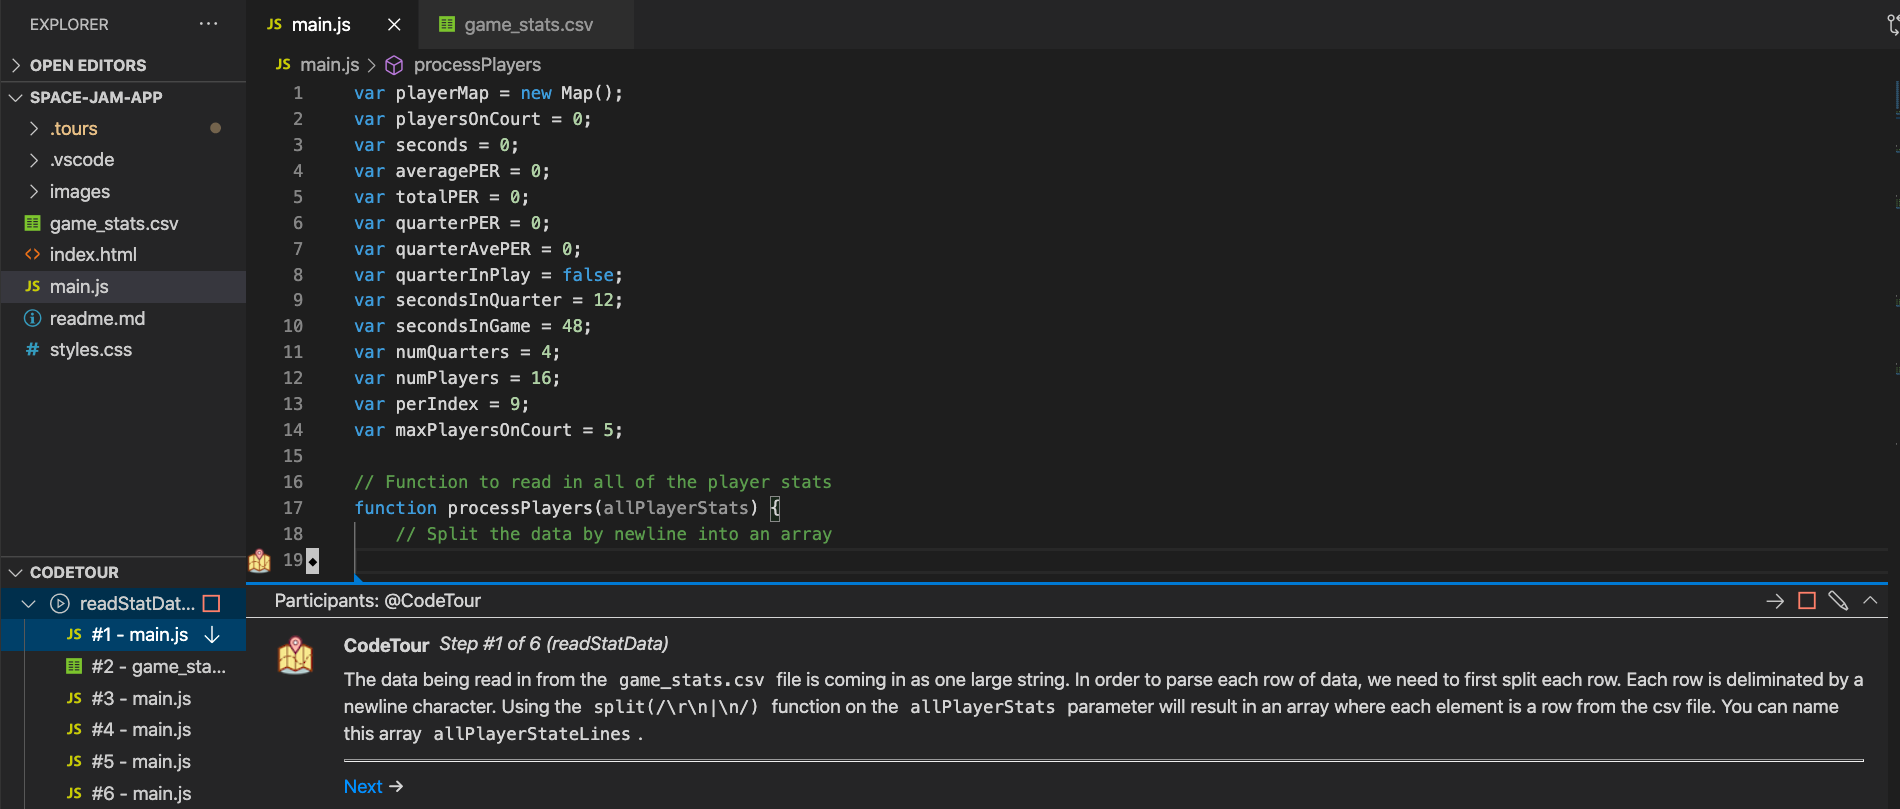 EXPLORER
OPEN EDITORS
SPACE-JAM-APP
.tours
.vscode
images
game_stats.csv
index.html
main.js
readme.md
styles.css
CODETOUR
readStatDat...
#1 - main.js
#2 - game_sta...
#3 - main.js
#4 - main.js
#5 - main.js
#6 - main.js
JS main.js
game_stats.csv
JS main.js > processPlayers
1 var playerMap = new Map();
2 var playersOnCourt = 0;
3 var seconds = 0;
4 var averagePER = 0;
5 var totalPER = 0;
6 var quarterPER = 0;
7 var quarterAvePER = 0;
8 var quarterInPlay = false;
9 var secondsInQuarter = 12;
10 var secondsInGame = 48;
11 var numQuarters = 4;
12 var numPlayers = 16;
13 var perIndex = 9;
14 var maxPlayersOnCourt = 5;
15
16 // Function to read in all of the player stats
17 function processPlayers(allPlayerStats) {
18 // Split the data by newline into an array
19
Participants: @CodeTour
CodeTour Step #1 of 6 (readStatData)
The data being read in from the game_stats.csv file is coming in as one large string. In order to parse each row of data, we need to first split each row. Each row is deliminated by a
newline character. Using the split(/\r\n|\n/) function on the allPlayerStats parameter will result in an array where each element is a row from the csv file. You can name
this array allPlayerStateLines .
Next →